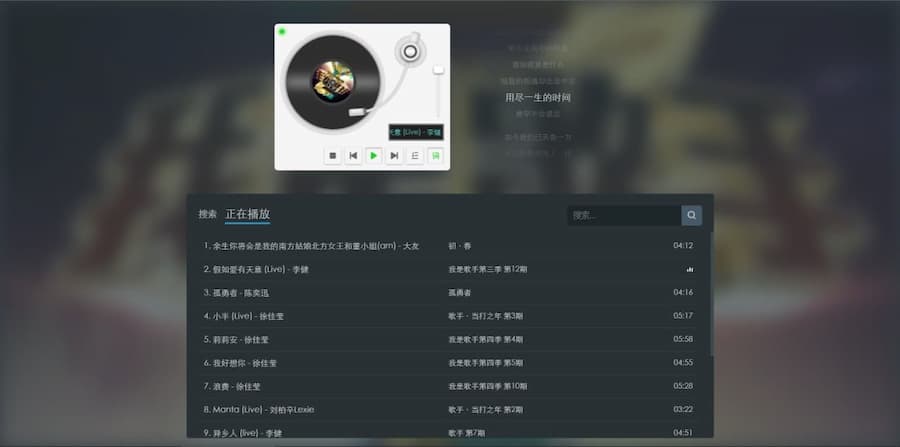 用尽一生的时间
天意 (Live) - 李健
词
搜索
正在播放
搜索...
1. 余生你将会是我的南方姑娘北方女王和董小姐(am) - 大友
初·春
04:12
2. 假如爱有天意 (Live) - 李健
我是歌手第三季 第12期
3. 孤勇者 - 陈奕迅
孤勇者
04:16
4. 小半 (Live) - 徐佳莹
歌手·当打之年 第3期
05:17
5. 莉莉安 - 徐佳莹
我是歌手第四季 第4期
05:58
6. 我好想你 - 徐佳莹
我是歌手第四季 第5期
04:55
7. 浪费 - 徐佳莹
我是歌手第四季 第10期
05:28
8. Manta (Live) - 刘柏辛Lexie
歌手·当打之年 第2期
03:22
9. 异乡人 (live) - 李健
歌手 第7期
04:51